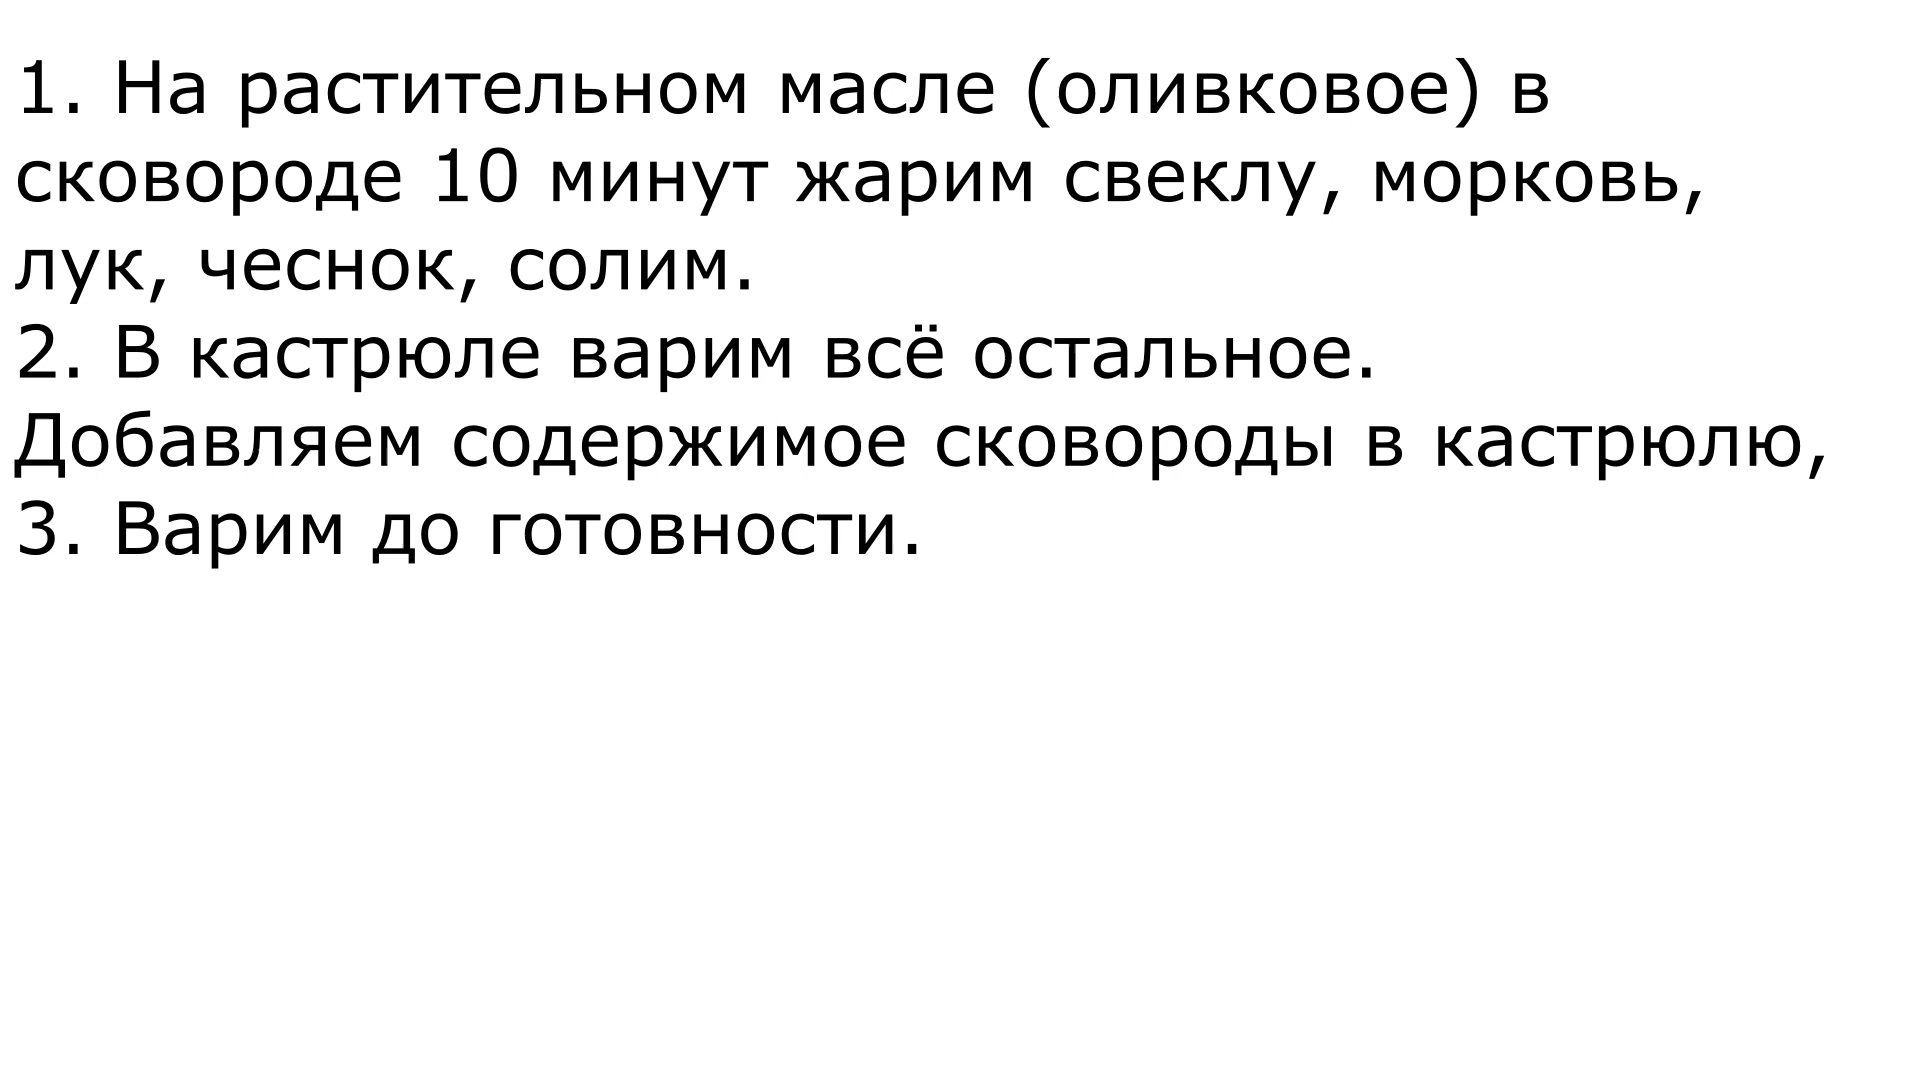 1. На растительном масле (оливковое) в
сковороде 10 минут жарим свеклу, морковь,
лук, чеснок, солим.
2. В кастрюле варим всё остальное.
Добавляем содержимое сковороды в кастрюлю,
3. Варим до готовности.